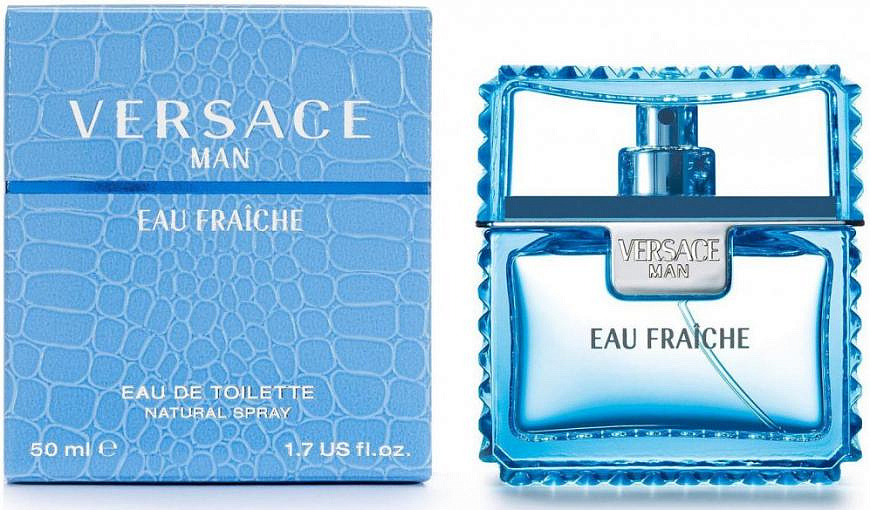 VERSACE
MAN
EAU FRAÎCHE
EAU DE TOILETTE
NATURAL SPRAY
50 ml ℮ 1.7 US fl.oz.
VERSACE
MAN
EAU FRAÎCHE